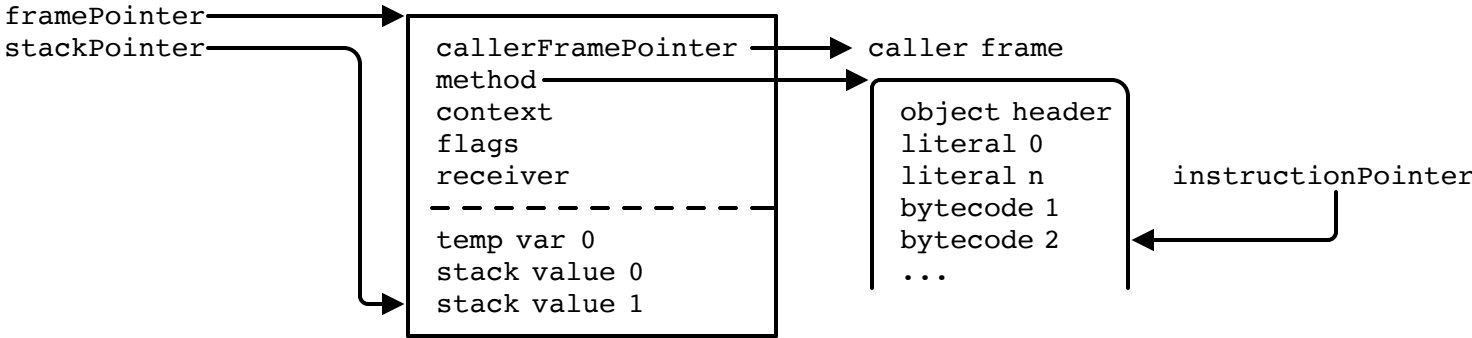 framePointer
stackPointer
callerFramePointer
method
context
flags
receiver
temp var 0
stack value 0
stack value 1
caller frame
object header
literal 0
literal n
bytecode 1
bytecode 2
...
instructionPointer